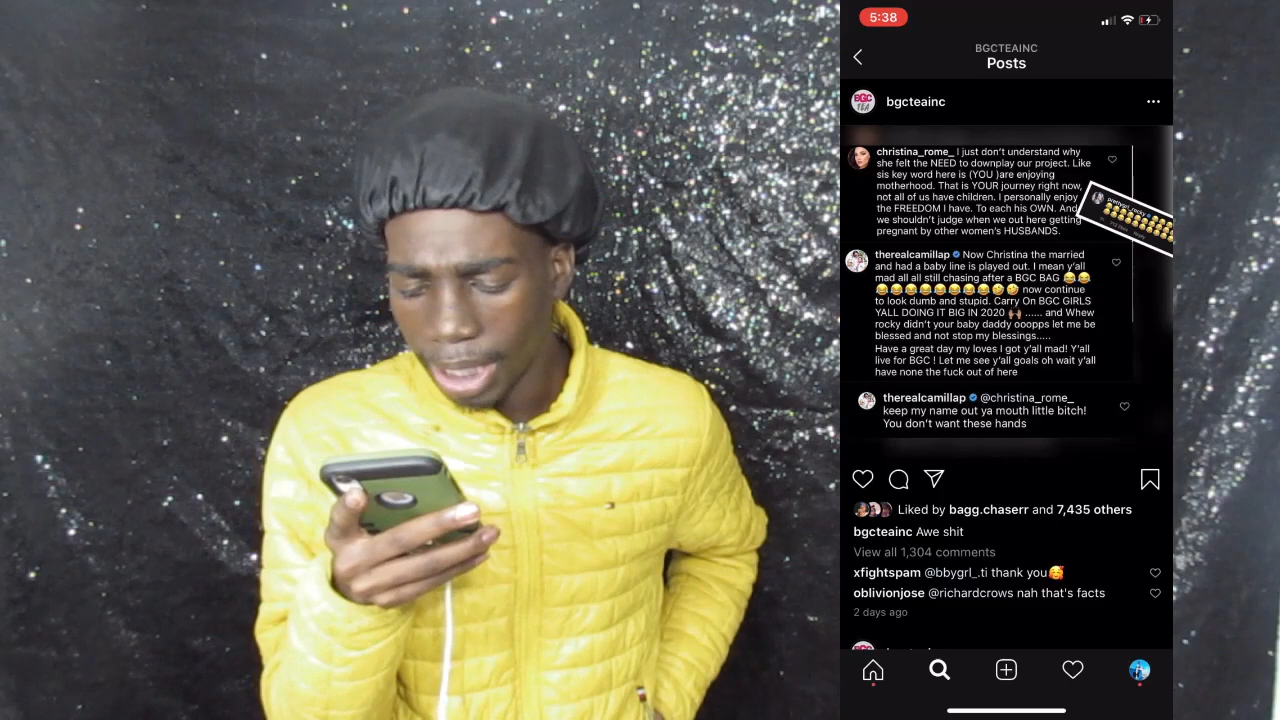 5:38
BGCTEAINC
Posts
BGC
TEA
bgcteainc
christina_rome_ I just don't understand why
she felt the NEED to downplay our project. Like
sis key word here is (YOU )are enjoying
motherhood. That is YOUR journey right now,
not all of us have children. I personally enjoy
the FREEDOM I have. To each his OWN. And
we shouldn't judge when we out here getting
pregnant by other women's HUSBANDS.
prettygrl_rocky
therealcamillap Now Christina the married
and had a baby line is played out. I mean y'all
mad all all still chasing after a BGC BAG 😂😂
😂😂😂😂😂😂😂😂😂🤣🤣 now continue
to look dumb and stupid. Carry On BGC GIRLS
YALL DOING IT BIG IN 2020 🙌🏾 ...... and Whew
rocky didn't your baby daddy ooopps let me be
blessed and not stop my blessings.....
Have a great day my loves I got y'all mad! Y'all
live for BGC ! Let me see y'all goals oh wait y'all
have none the fuck out of here
therealcamillap @christina_rome_
keep my name out ya mouth little bitch!
You don't want these hands
Liked by bagg.chaserr and 7,435 others
bgcteainc Awe shit
View all 1,304 comments
xfightspam @bbygrl_.ti thank you🥰
oblivionjose @richardcrows nah that's facts
2 days ago